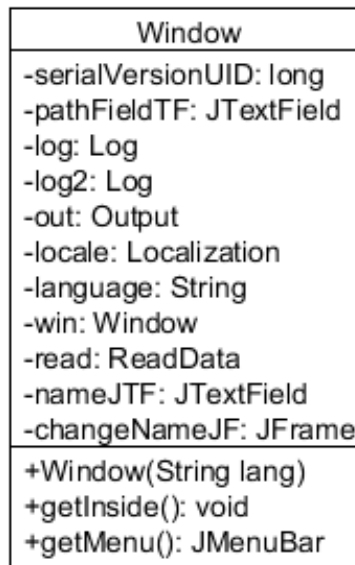 Window
-serialVersionUID: long
-pathFieldTF: JTextField
-log: Log
-log2: Log
-out: Output
-locale: Localization
-language: String
-win: Window
-read: ReadData
-nameJTF: JTextField
-changeNameJF: JFrame
+Window(String lang)
+getInside(): void
+getMenu(): JMenuBar